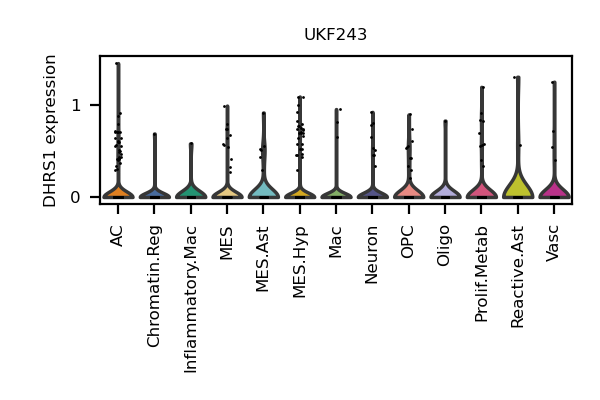 UKF243
DHRS1 expression
1
0
AC
Chromatin.Reg
Inflammatory.Mac
MES
MES.Ast
MES.Hyp
Mac
Neuron
OPC
Oligo
Prolif.Metab
Reactive.Ast
Vasc